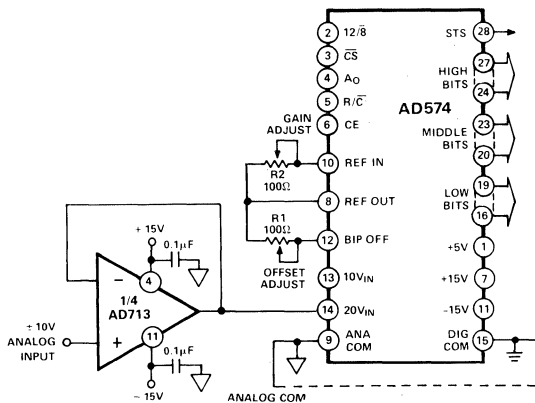 2 12/8̅ STS 28
3 C̅S̅ 27
4 A₀ HIGH BITS
24
5 R/C̅ AD574
6 CE 23
GAIN ADJUST MIDDLE BITS
10 REF IN 20
R2
100Ω
8 REF OUT 19
LOW BITS
R1
100Ω
12 BIP OFF 16
OFFSET ADJUST
+5V 1
13 10V_IN +15V 7
14 20V_IN -15V 11
9 ANA COM DIG COM 15
+15V
0.1μF
4
−
1/4
AD713
+
11
0.1μF
−15V
±10V
ANALOG
INPUT
ANALOG COM